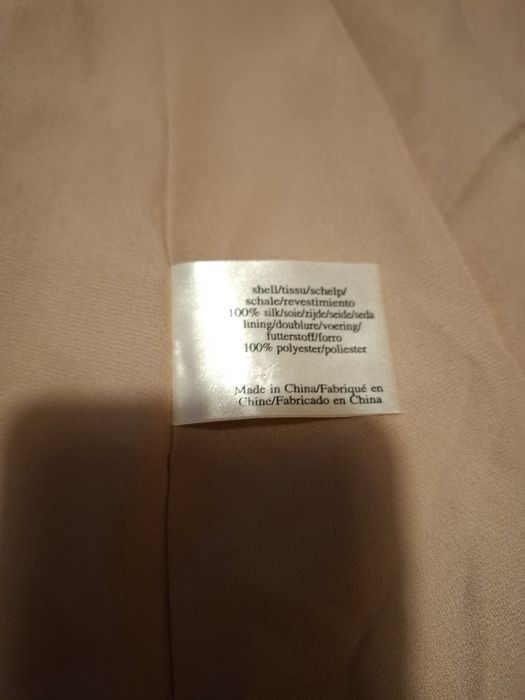 shell/tissu/schelp/
schale/revestimiento
100% silk/soie/zijde/seide/seda
lining/doublure/voering/
futterstoff/forro
100% polyester/poliester
Made in China/Fabriqué en
Chine/Fabricado en China